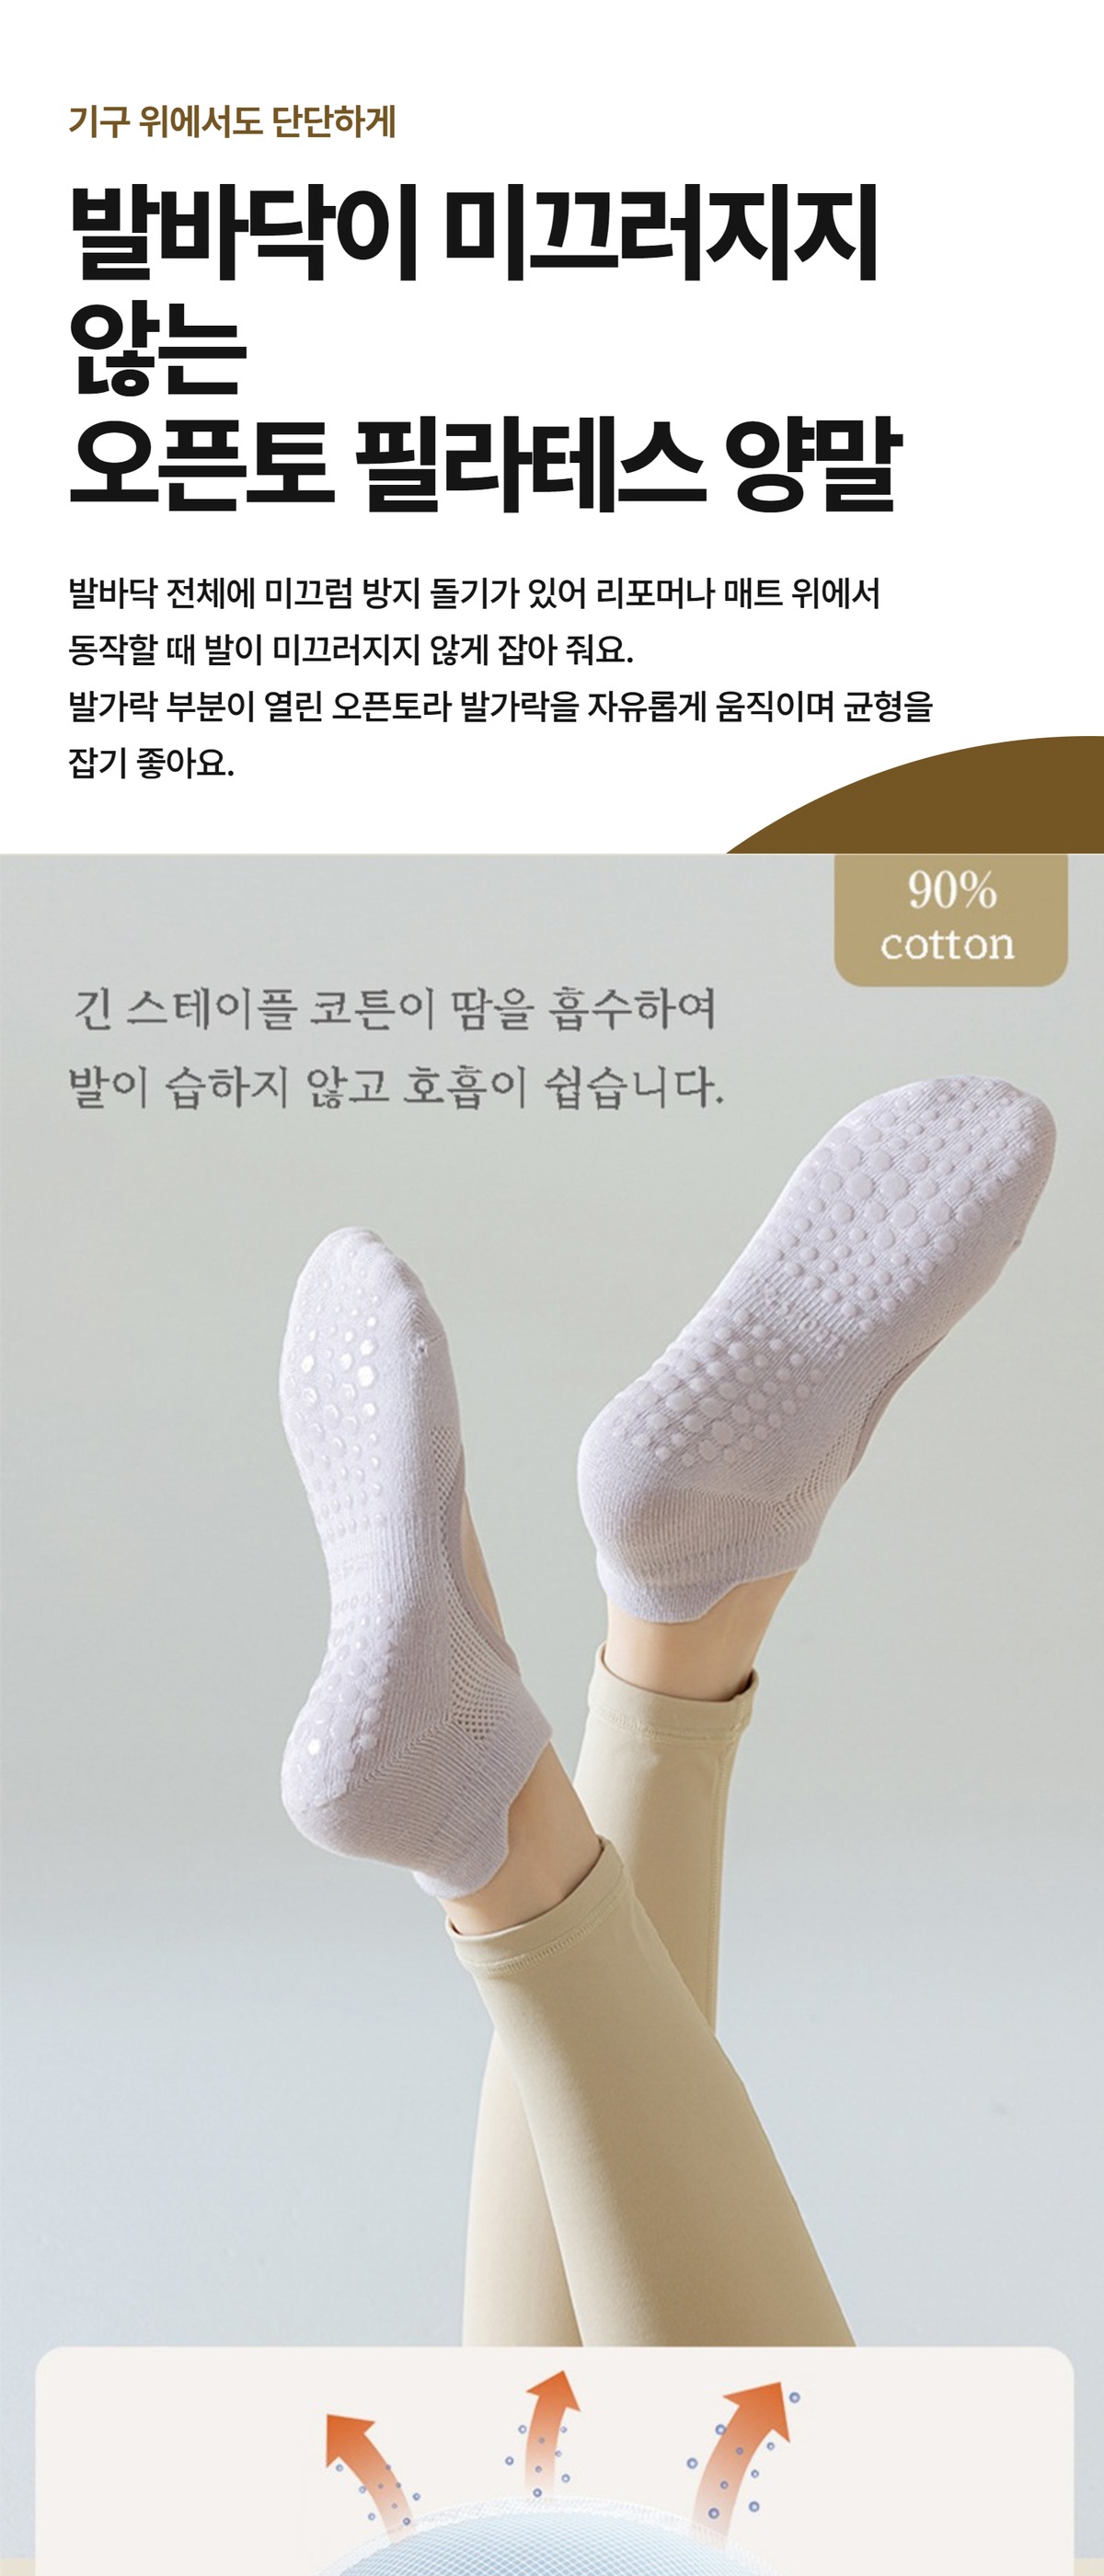 기구 위에서도 단단하게
발바닥이 미끄러지지
않는
오픈토 필라테스 양말
발바닥 전체에 미끄럼 방지 돌기가 있어 리포머나 매트 위에서
동작할 때 발이 미끄러지지 않게 잡아 줘요.
발가락 부분이 열린 오픈토라 발가락을 자유롭게 움직이며 균형을
잡기 좋아요.
90%
cotton
긴 스테이플 코튼이 땀을 흡수하여
발이 습하지 않고 호흡이 쉽습니다.